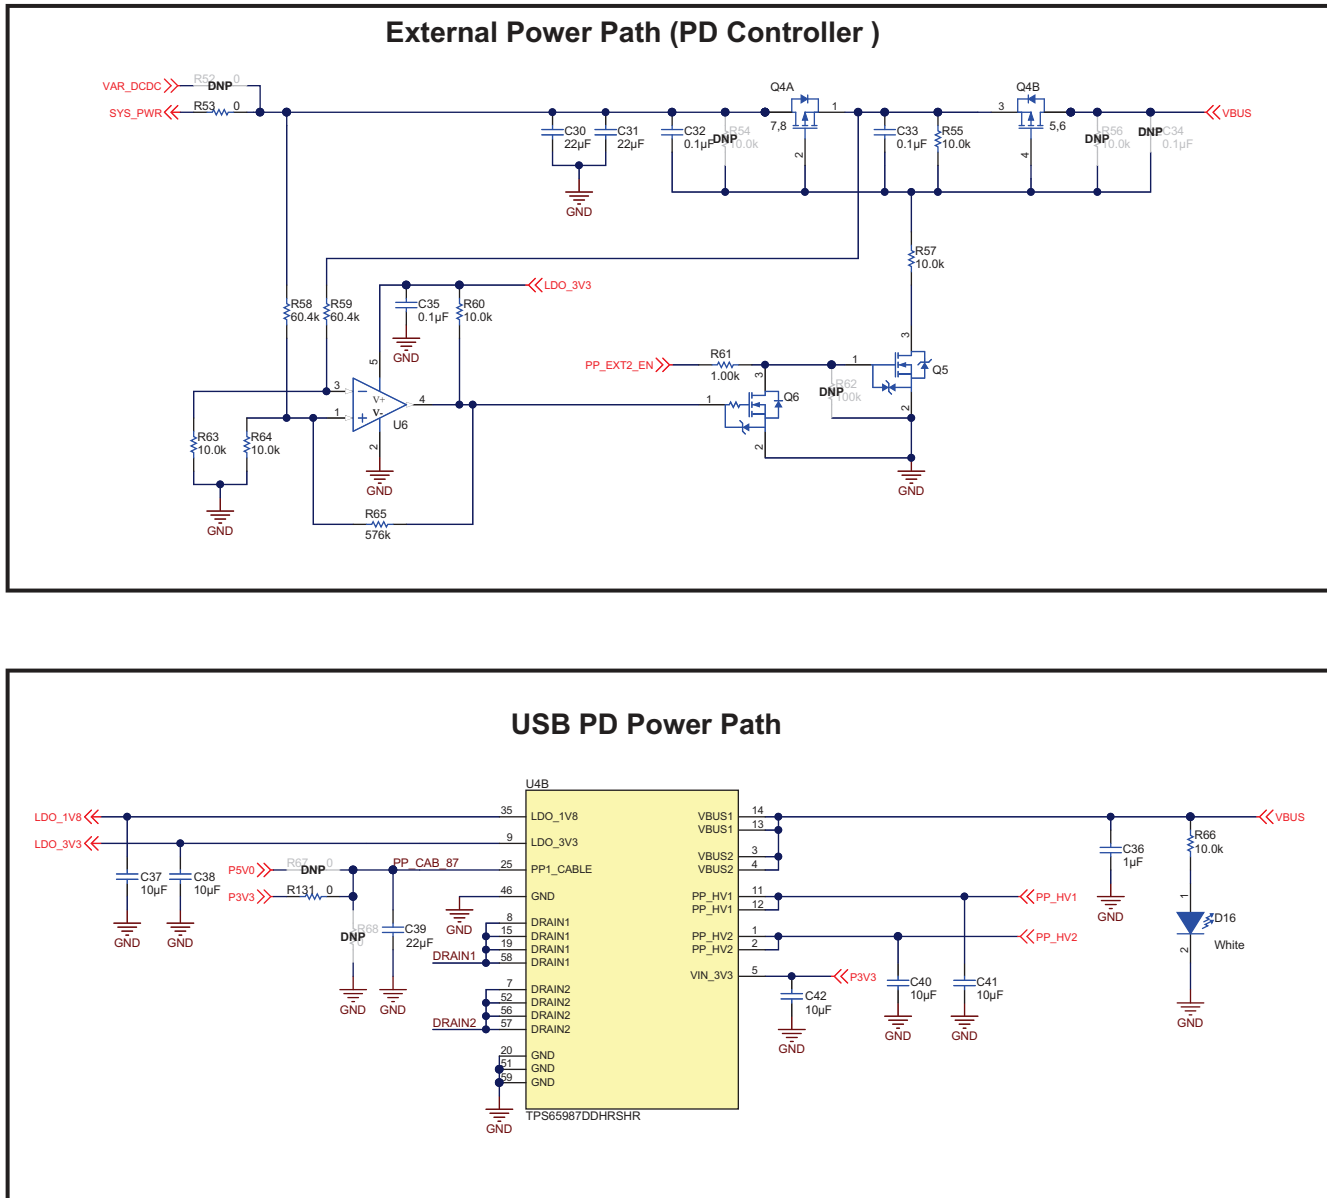 External Power Path (PD Controller )
VAR_DCDC
R52
DNP
0
SYS_PWR
R53
0
C30
22µF
C31
22µF
C32
0.1µF
R54
DNP
10.0k
Q4A
7,8
1
2
C33
0.1µF
R55
10.0k
Q4B
3
5,6
4
R56
DNP
10.0k
DNP
C34
0.1µF
VBUS
GND
R57
10.0k
LDO_3V3
R58
60.4k
R59
60.4k
C35
0.1µF
R60
10.0k
GND
5
3
V+
V-
1
4
U6
2
GND
R63
10.0k
R64
10.0k
GND
R65
576k
PP_EXT2_EN
R61
1.00k
1
3
Q6
2
R62
DNP
100k
1
3
Q5
2
GND
USB PD Power Path
U4B
LDO_1V8
35
LDO_1V8
LDO_3V3
9
LDO_3V3
P5V0
R67
DNP
0
PP_CAB_87
25
PP1_CABLE
P3V3
R131
0
C37
10µF
C38
10µF
GND
GND
R68
DNP
0
C39
22µF
GND
GND
46
GND
GND
8
DRAIN1
15
DRAIN1
19
DRAIN1
DRAIN1
58
DRAIN1
7
DRAIN2
52
DRAIN2
56
DRAIN2
DRAIN2
57
DRAIN2
20
GND
51
GND
59
GND
GND
TPS65987DDHRSHR
VBUS1
14
VBUS1
13
VBUS2
3
VBUS2
4
PP_HV1
11
PP_HV1
12
PP_HV2
1
PP_HV2
2
VIN_3V3
5
VBUS
C36
1µF
GND
R66
10.0k
1
D16
2
White
GND
PP_HV1
PP_HV2
P3V3
C42
10µF
GND
C40
10µF
GND
C41
10µF
GND